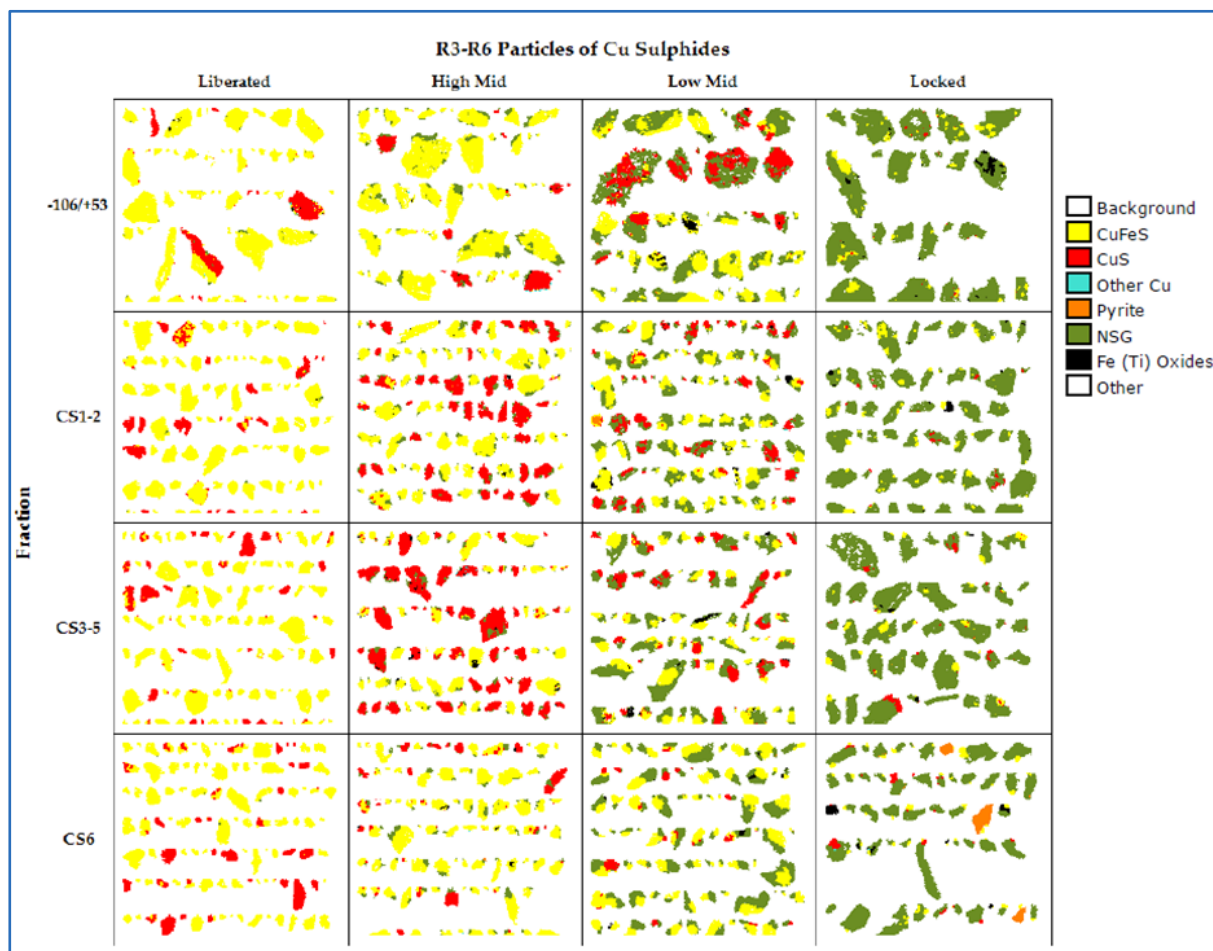 R3-R6 Particles of Cu Sulphides
Liberated
High Mid
Low Mid
Locked
Fraction
-106/+53
CS1-2
CS3-5
CS6
Background
CuFeS
CuS
Other Cu
Pyrite
NSG
Fe (Ti) Oxides
Other